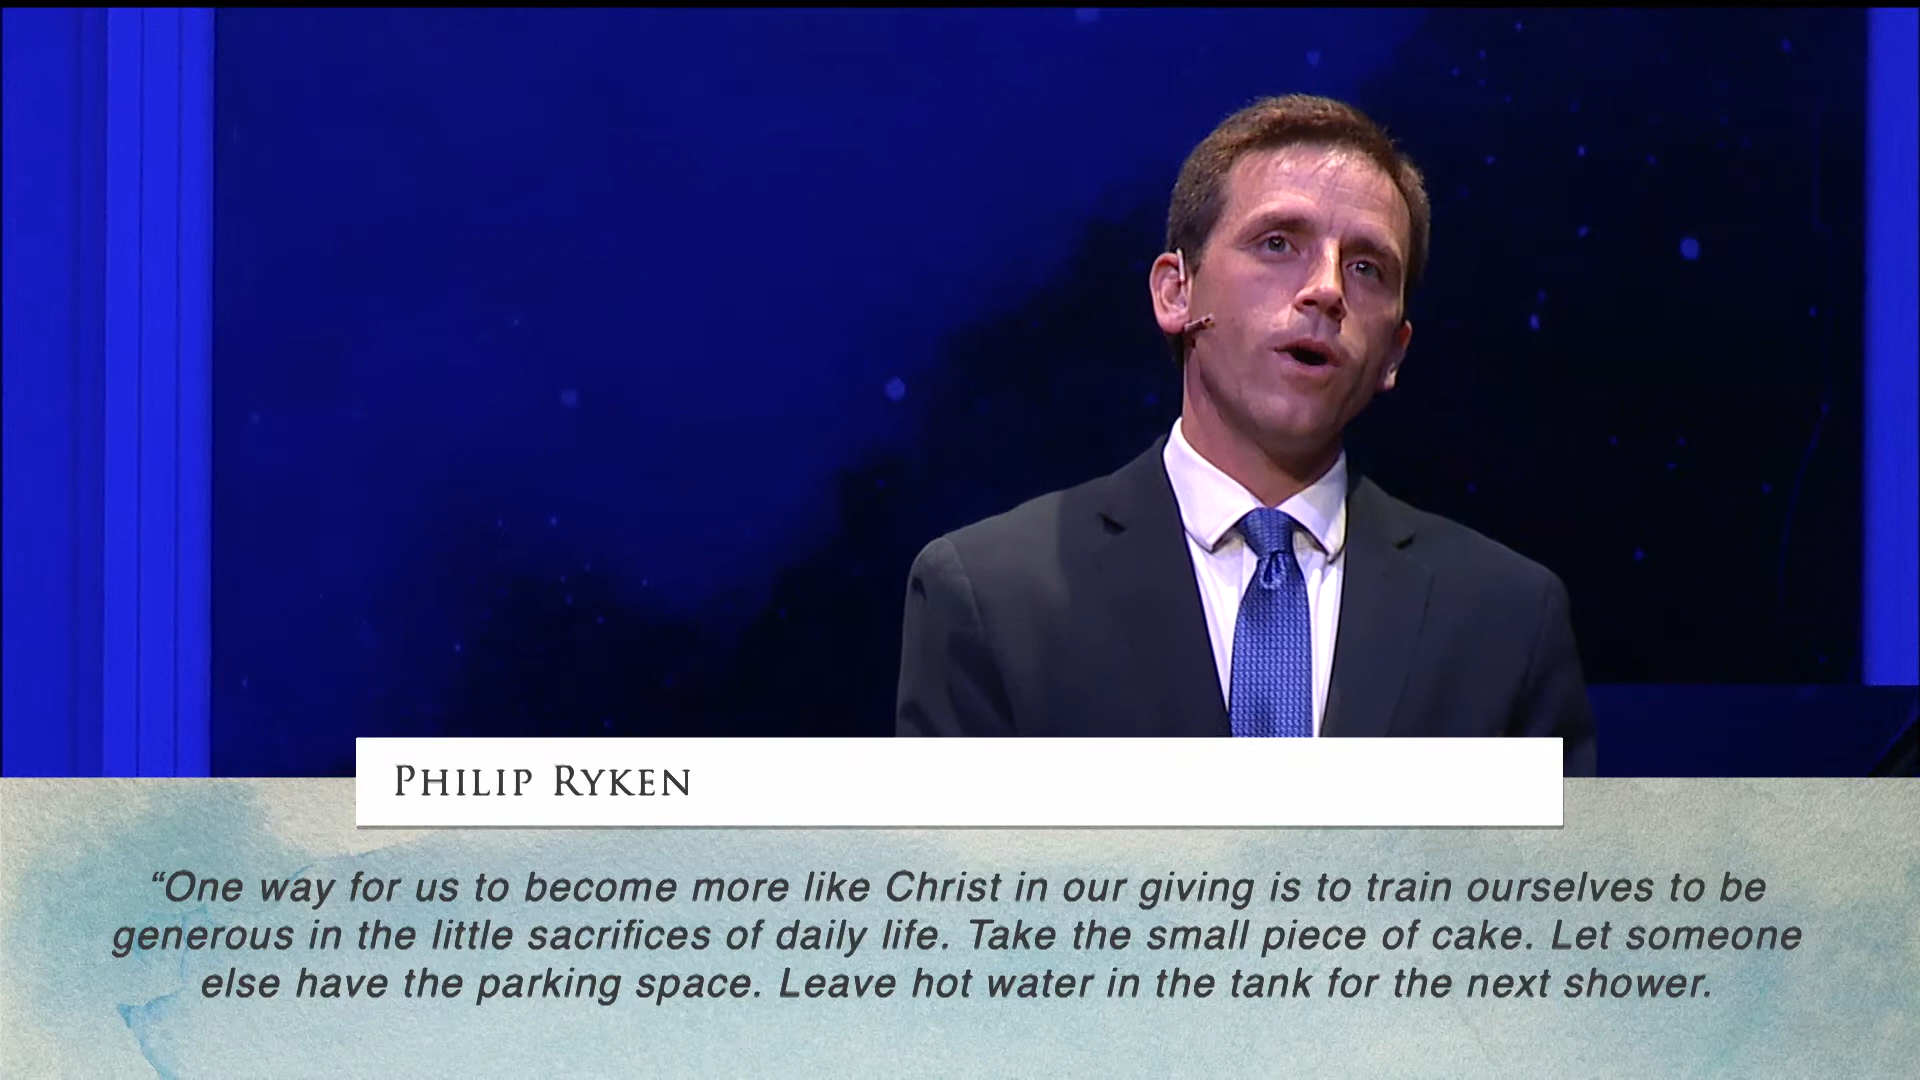 Philip Ryken
“One way for us to become more like Christ in our giving is to train ourselves to be
generous in the little sacrifices of daily life. Take the small piece of cake. Let someone
else have the parking space. Leave hot water in the tank for the next shower.